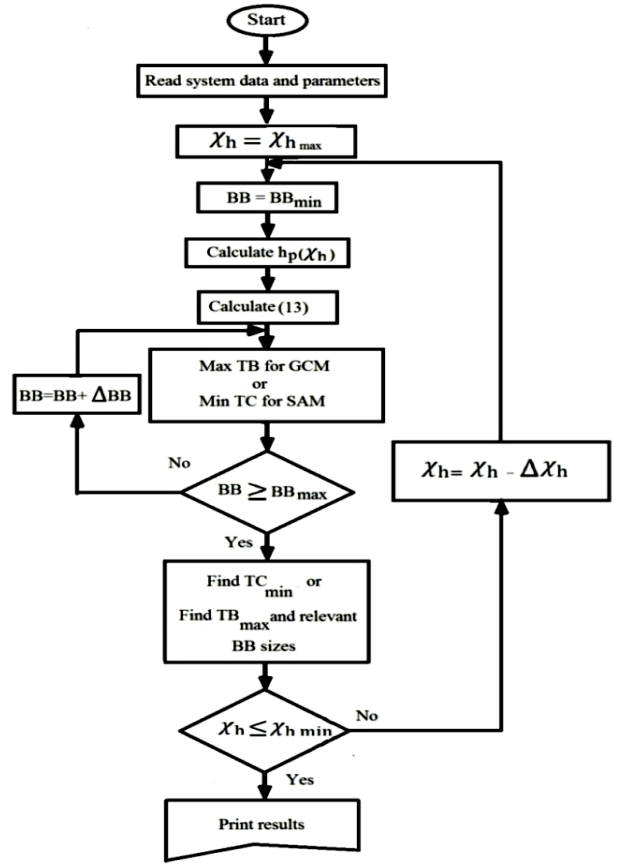 Start
Read system data and parameters
χh = χh max
BB = BBmin
Calculate hp(χh)
Calculate (13)
Max TB for GCM
or
Min TC for SAM
BB=BB+ ΔBB
No
BB ≥ BBmax
χh= χh - Δχh
Yes
Find TCmin or
Find TBmax and relevant
BB sizes
χh ≤ χh min
No
Yes
Print results